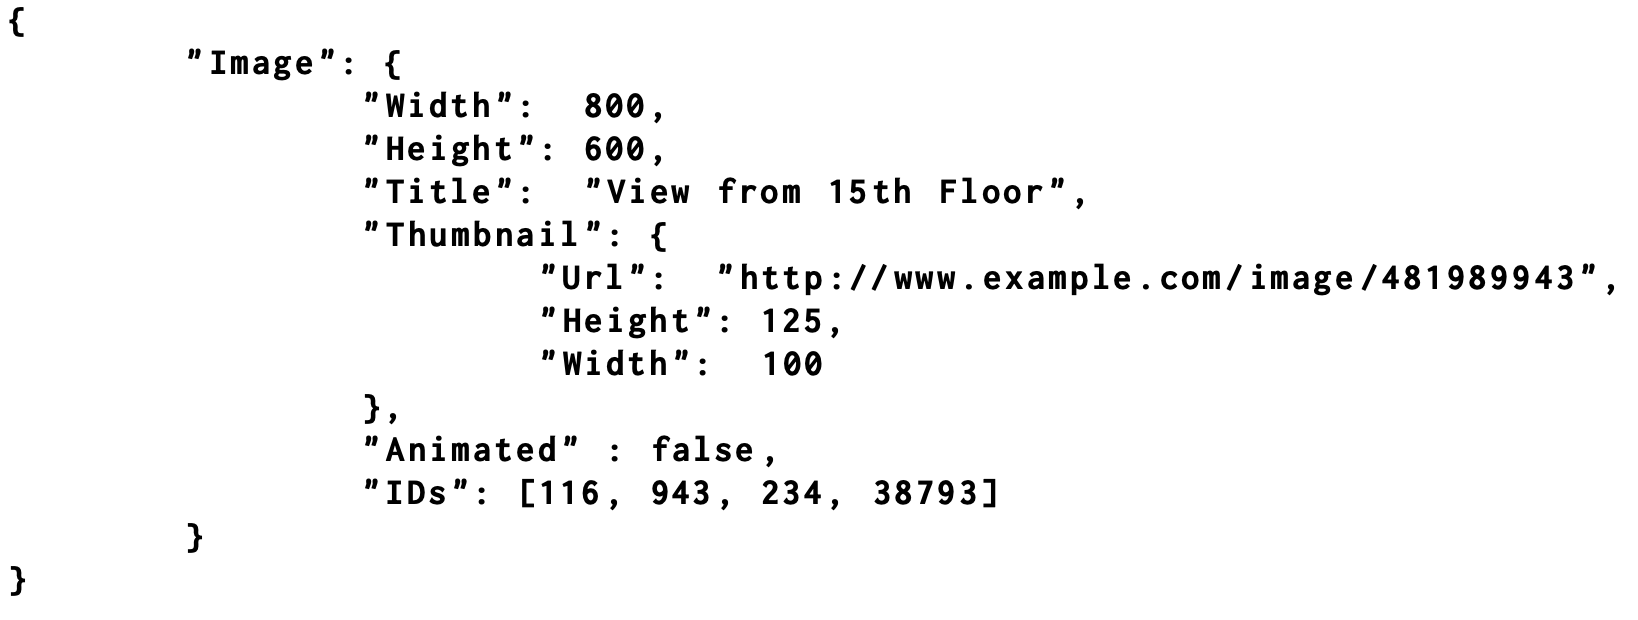 {
"Image": {
"Width":  800,
"Height": 600,
"Title":  "View from 15th Floor",
"Thumbnail": {
"Url":  "http://www.example.com/image/481989943",
"Height": 125,
"Width":  100
},
"Animated" : false,
"IDs": [116, 943, 234, 38793]
}
}